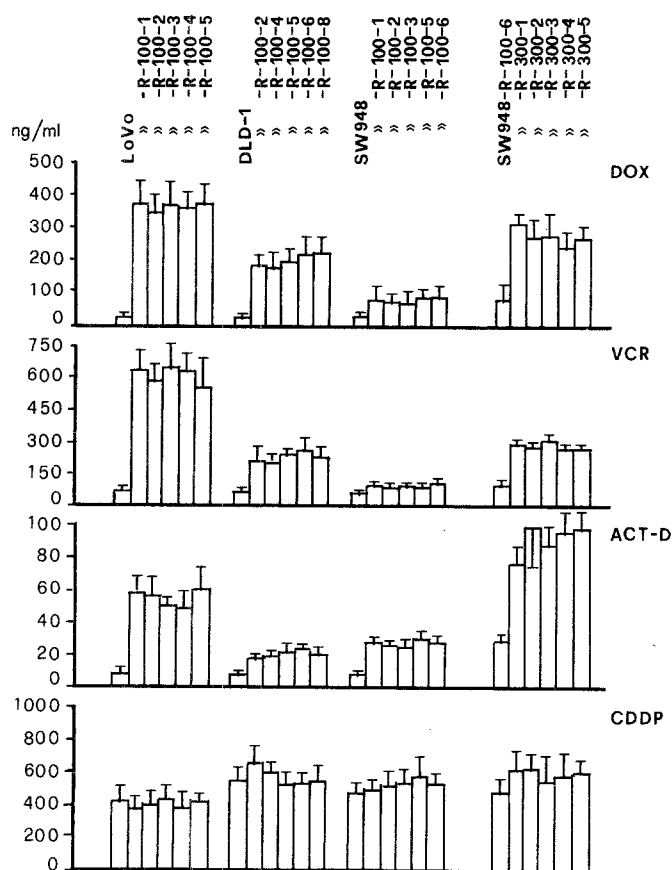 LoVo
» -R-100-1
» -R-100-2
» -R-100-3
» -R-100-4
» -R-100-5
DLD-1
» -R-100-2
» -R-100-4
» -R-100-5
» -R-100-6
» -R-100-8
SW948
» -R-100-1
» -R-100-2
» -R-100-3
» -R-100-5
» -R-100-6
SW948-R-100-6
» -R-300-1
» -R-300-2
» -R-300-3
» -R-300-4
» -R-300-5
ng/ml
DOX
500
400
300
200
100
0
VCR
750
600
450
300
150
0
ACT-D
100
80
60
40
20
0
CDDP
1000
800
600
400
200
0